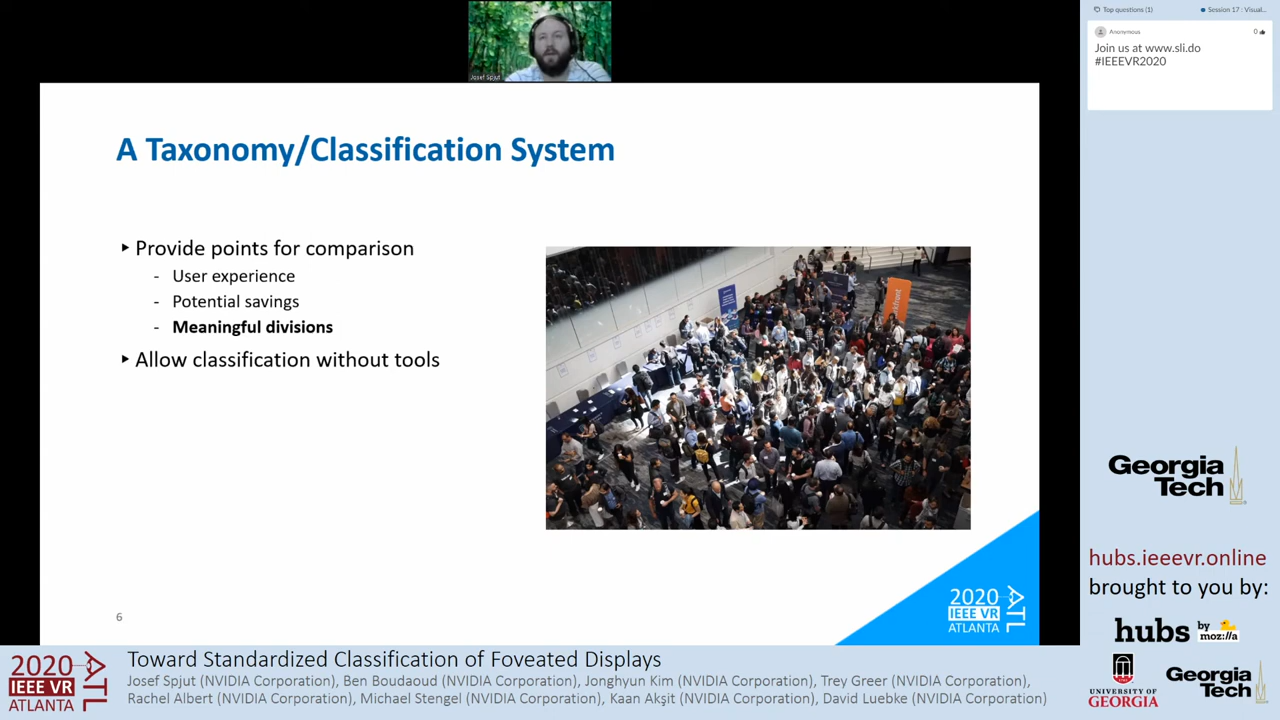 Josef Spjut
A Taxonomy/Classification System
‣ Provide points for comparison
- User experience
- Potential savings
- Meaningful divisions
‣ Allow classification without tools
6
2020
IEEE VR
ATLANTA
ATL
Top questions (1)
Session 17 : Visual...
Anonymous
0
Join us at www.sli.do
#IEEEVR2020
Georgia
Tech
hubs.ieeevr.online
brought to you by:
hubs by
moz://a
UNIVERSITY OF
GEORGIA
Georgia
Tech
2020
IEEE VR
ATLANTA
ATL
Toward Standardized Classification of Foveated Displays
Josef Spjut (NVIDIA Corporation), Ben Boudaoud (NVIDIA Corporation), Jonghyun Kim (NVIDIA Corporation), Trey Greer (NVIDIA Corporation),
Rachel Albert (NVIDIA Corporation), Michael Stengel (NVIDIA Corporation), Kaan Akşit (NVIDIA Corporation), David Luebke (NVIDIA Corporation)